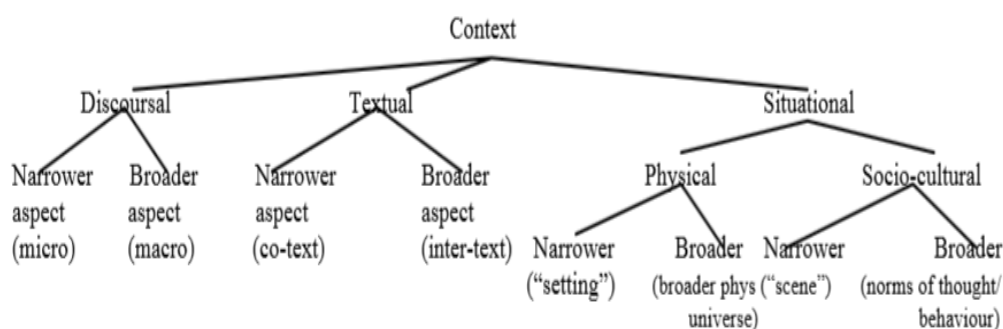 Context
Discoursal Textual Situational
Narrower Broader Narrower Broader Physical Socio-cultural
aspect aspect aspect aspect
(micro) (macro) (co-text) (inter-text) Narrower Broader Narrower Broader
(“setting”) (broader phys (“scene”) (norms of thought/
universe) behaviour)